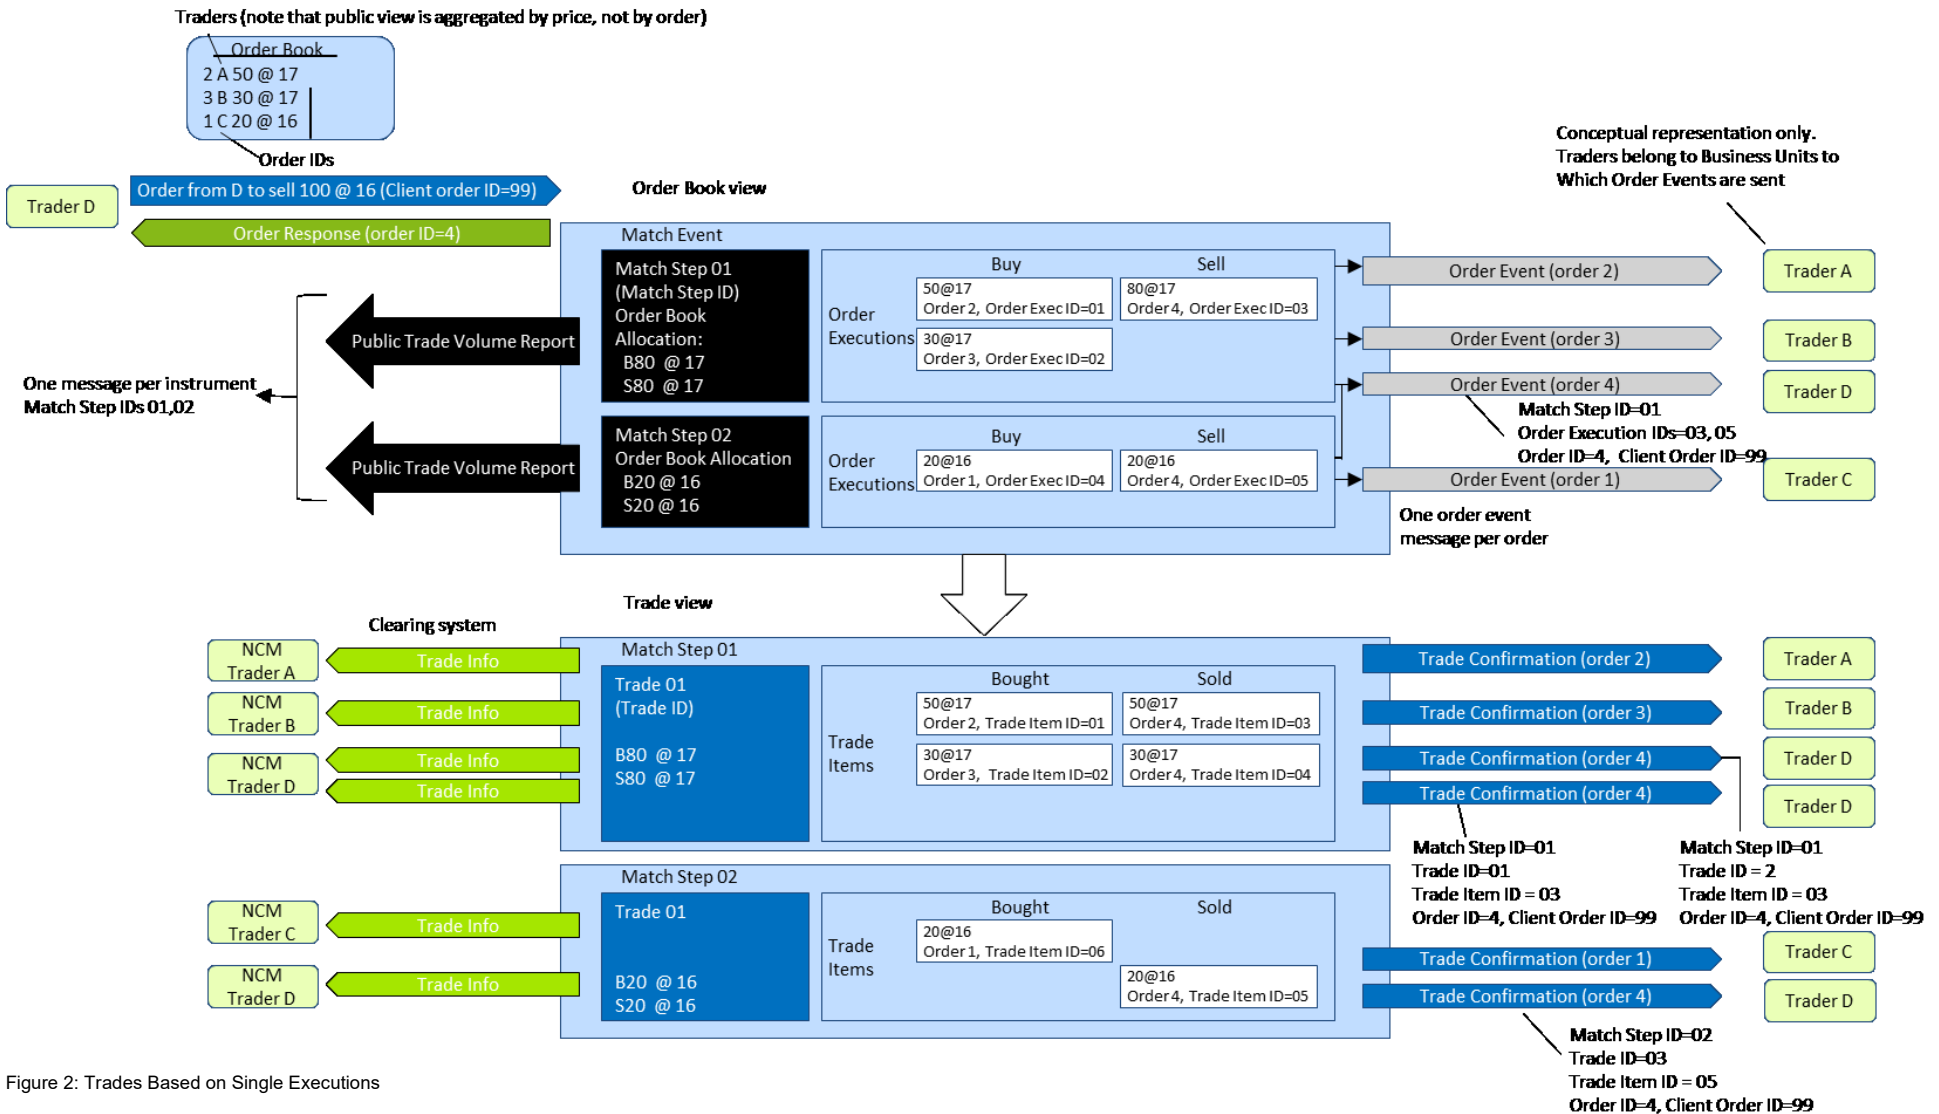 Traders (note that public view is aggregated by price, not by order)
Order Book
2 A 50 @ 17
3 B 30 @ 17
1 C 20 @ 16
Order IDs
Conceptual representation only.
Traders belong to Business Units to
Which Order Events are sent
Trader D
Order from D to sell 100 @ 16 (Client order ID=99)
Order Response (order ID=4)
Order Book view
Match Event
Match Step 01
(Match Step ID)
Order Book
Allocation:
B80 @ 17
S80 @ 17
Buy
Sell
Order
Executions
50@17
Order 2, Order Exec ID=01
80@17
Order 4, Order Exec ID=03
30@17
Order 3, Order Exec ID=02
Order Event (order 2)
Trader A
Order Event (order 3)
Trader B
Order Event (order 4)
Trader D
Match Step ID=01
Order Execution IDs=03, 05
Order ID=4, Client Order ID=99
Public Trade Volume Report
One message per instrument
Match Step IDs 01,02
Public Trade Volume Report
Match Step 02
Order Book Allocation
B20 @ 16
S20 @ 16
Buy
Sell
Order
Executions
20@16
Order 1, Order Exec ID=04
20@16
Order 4, Order Exec ID=05
Order Event (order 1)
Trader C
One order event
message per order
Trade view
Clearing system
NCM
Trader A
Trade Info
NCM
Trader B
Trade Info
NCM
Trader D
Trade Info
Trade Info
Match Step 01
Trade 01
(Trade ID)
B80 @ 17
S80 @ 17
Bought
Sold
Trade
Items
50@17
Order 2, Trade Item ID=01
50@17
Order 4, Trade Item ID=03
30@17
Order 3, Trade Item ID=02
30@17
Order 4, Trade Item ID=04
Trade Confirmation (order 2)
Trader A
Trade Confirmation (order 3)
Trader B
Trade Confirmation (order 4)
Trader D
Trade Confirmation (order 4)
Trader D
Match Step ID=01
Trade ID=01
Trade Item ID = 03
Order ID=4, Client Order ID=99
Match Step ID=01
Trade ID = 2
Trade Item ID = 03
Order ID=4, Client Order ID=99
NCM
Trader C
Trade Info
NCM
Trader D
Trade Info
Match Step 02
Trade 01
B20 @ 16
S20 @ 16
Bought
Sold
Trade
Items
20@16
Order 1, Trade Item ID=06
20@16
Order 4, Trade Item ID=05
Trade Confirmation (order 1)
Trader C
Trade Confirmation (order 4)
Trader D
Match Step ID=02
Trade ID=03
Trade Item ID = 05
Order ID=4, Client Order ID=99
Figure 2: Trades Based on Single Executions